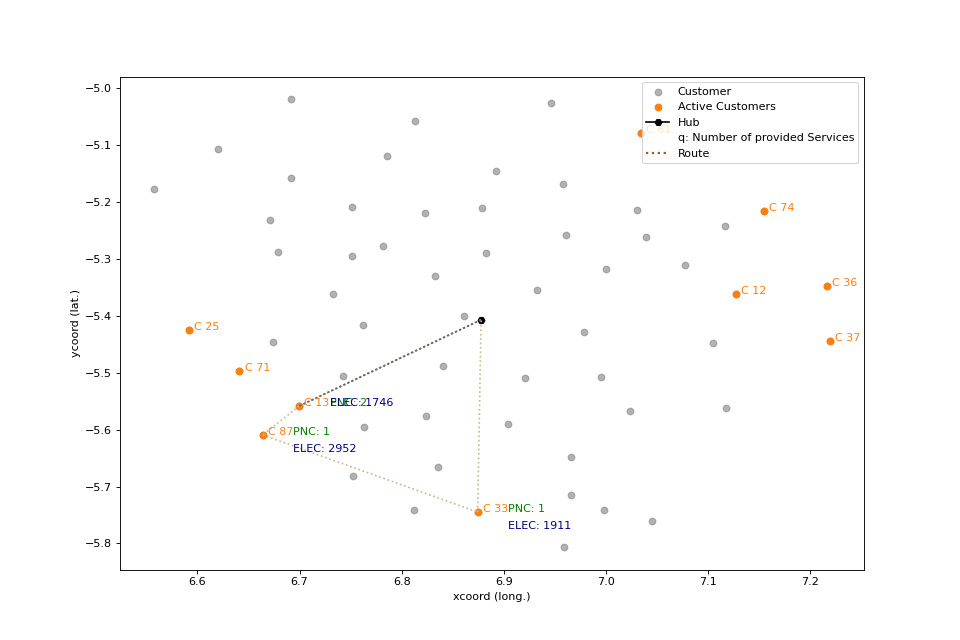 Customer
Active Customers
Hub
q: Number of provided Services
Route
C 61
C 74
C 36
C 12
C 37
C 25
C 71
C 13 PNC: 2
ELEC: 1746
C 87 PNC: 1
ELEC: 2952
C 33 PNC: 1
ELEC: 1911
−5.0
−5.1
−5.2
−5.3
−5.4
−5.5
−5.6
−5.7
−5.8
ycoord (lat.)
6.6 6.7 6.8 6.9 7.0 7.1 7.2
xcoord (long.)